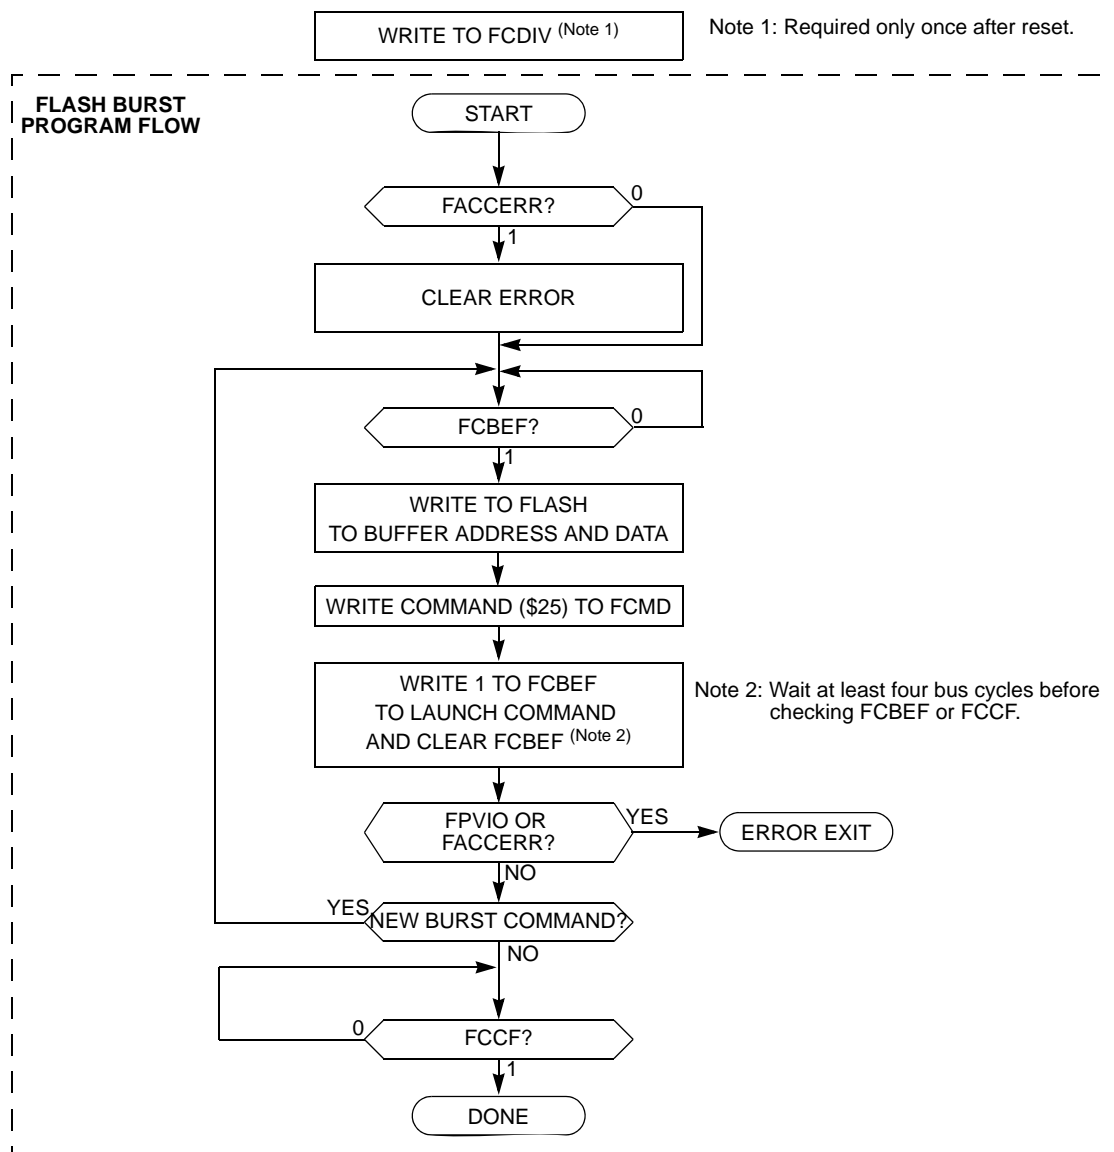 WRITE TO FCDIV (Note 1)
Note 1: Required only once after reset.
FLASH BURST
PROGRAM FLOW
START
FACCERR?
0
1
CLEAR ERROR
FCBEF?
0
1
WRITE TO FLASH
TO BUFFER ADDRESS AND DATA
WRITE COMMAND ($25) TO FCMD
WRITE 1 TO FCBEF
TO LAUNCH COMMAND
AND CLEAR FCBEF (Note 2)
Note 2: Wait at least four bus cycles before
checking FCBEF or FCCF.
FPVIO OR
FACCERR?
YES
ERROR EXIT
NO
YES
NEW BURST COMMAND?
NO
0
FCCF?
1
DONE